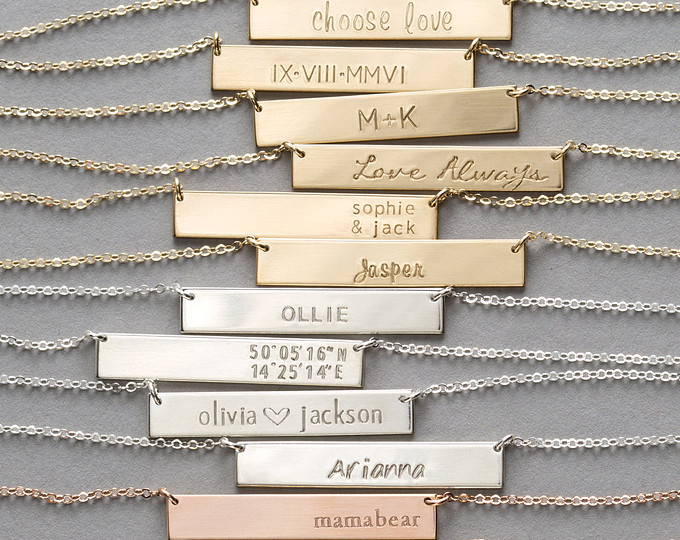 choose love
IX·VIII·MMVI
M+K
Love Always
sophie
& jack
Jasper
OLLIE
50°05'16"N
14°25'14"E
olivia ♡ jackson
Arianna
mamabear